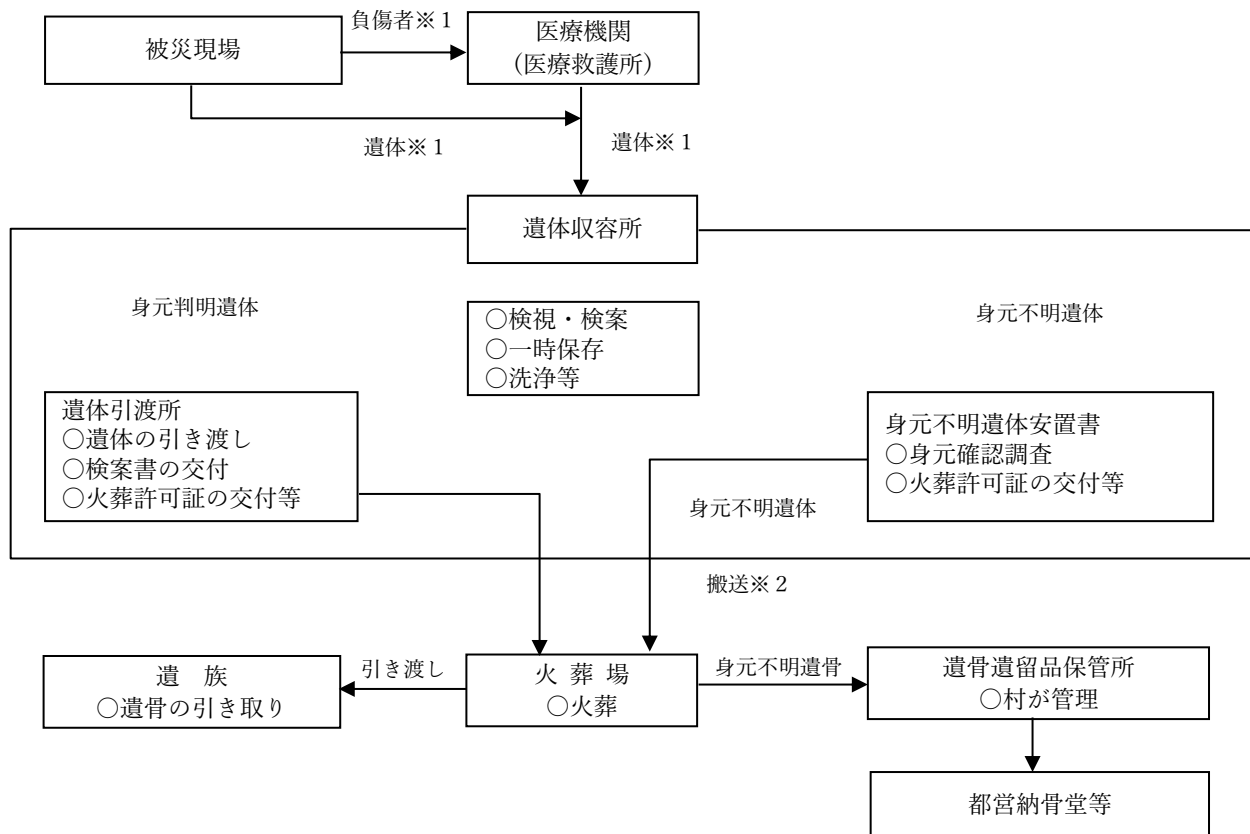 負傷者※１
被災現場
医療機関
(医療救護所)
遺体※１
遺体※１
遺体収容所
身元判明遺体
○検視・検案
○一時保存
○洗浄等
身元不明遺体
遺体引渡所
○遺体の引き渡し
○検案書の交付
○火葬許可証の交付等
身元不明遺体安置書
○身元確認調査
○火葬許可証の交付等
身元不明遺体
搬送※２
遺　族
○遺骨の引き取り
引き渡し
火 葬 場
○火葬
身元不明遺骨
遺骨遺留品保管所
○村が管理
都営納骨堂等